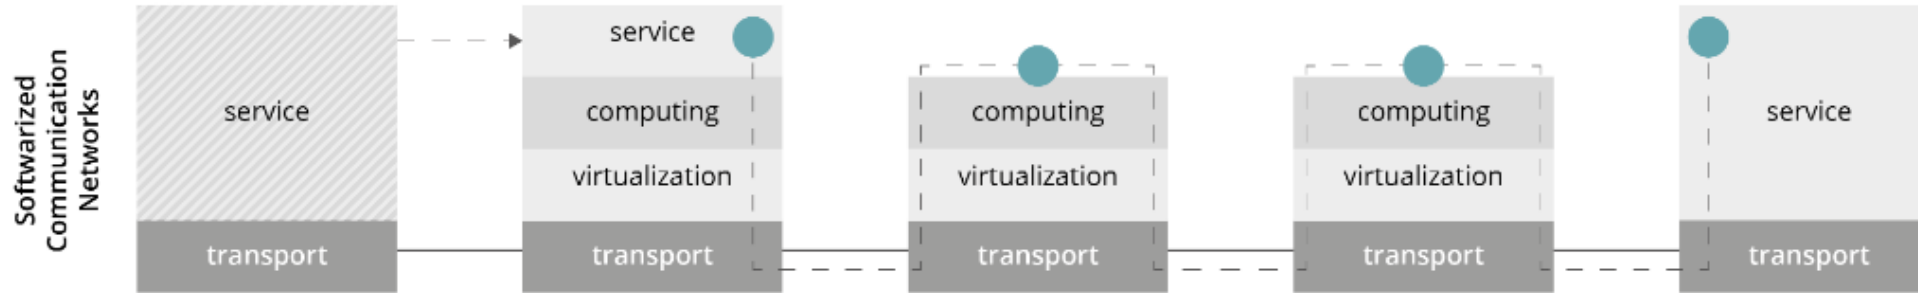 Softwarized
Communication
Networks
service
transport
service
computing
virtualization
transport
computing
virtualization
transport
computing
virtualization
transport
service
transport